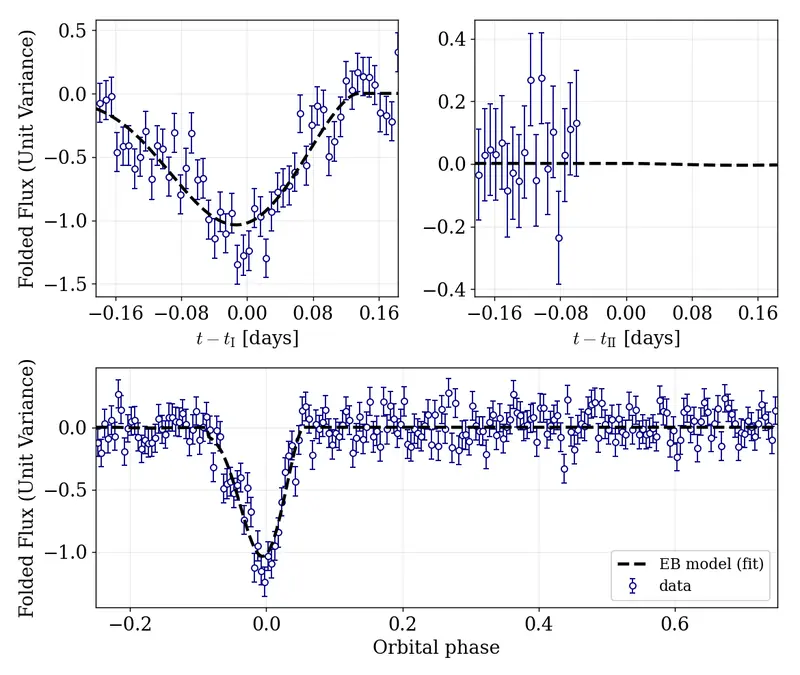 Folded Flux (Unit Variance)
0.5
0.0
−0.5
−1.0
−1.5
−0.16 −0.08 0.00 0.08 0.16
t − tI [days]
0.4
0.2
0.0
−0.2
−0.4
−0.16 −0.08 0.00 0.08 0.16
t − tII [days]
Folded Flux (Unit Variance)
0.0
−0.5
−1.0
−0.2 0.0 0.2 0.4 0.6
Orbital phase
EB model (fit)
data